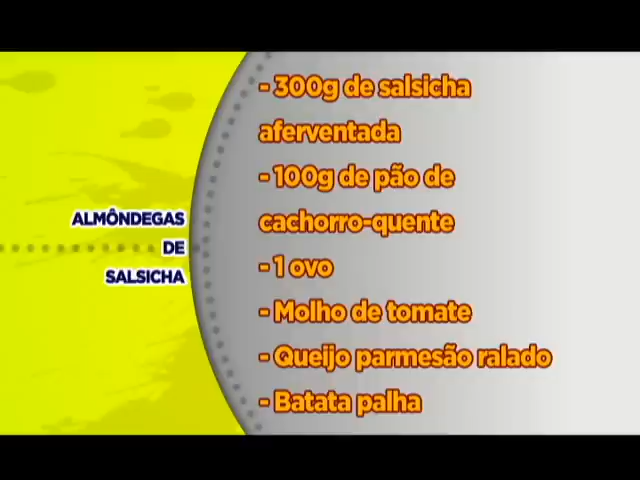 ALMÔNDEGAS
DE
SALSICHA
- 300g de salsicha
aferventada
- 100g de pão de
cachorro-quente
- 1 ovo
- Molho de tomate
- Queijo parmesão ralado
- Batata palha